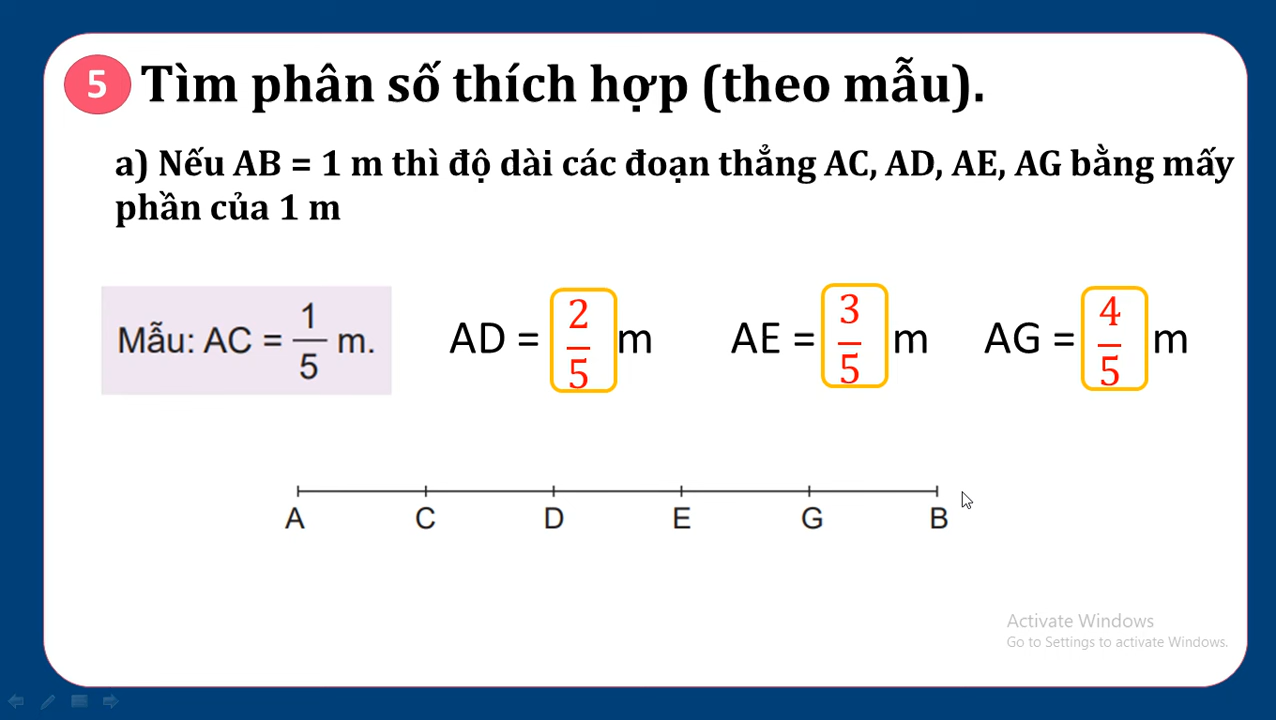 5 Tìm phân số thích hợp (theo mẫu).
a) Nếu AB = 1 m thì độ dài các đoạn thẳng AC, AD, AE, AG bằng mấy
phần của 1 m
Mẫu: AC = 1/5 m. AD = 2/5 m AE = 3/5 m AG = 4/5 m
A C D E G B
Activate Windows
Go to Settings to activate Windows.